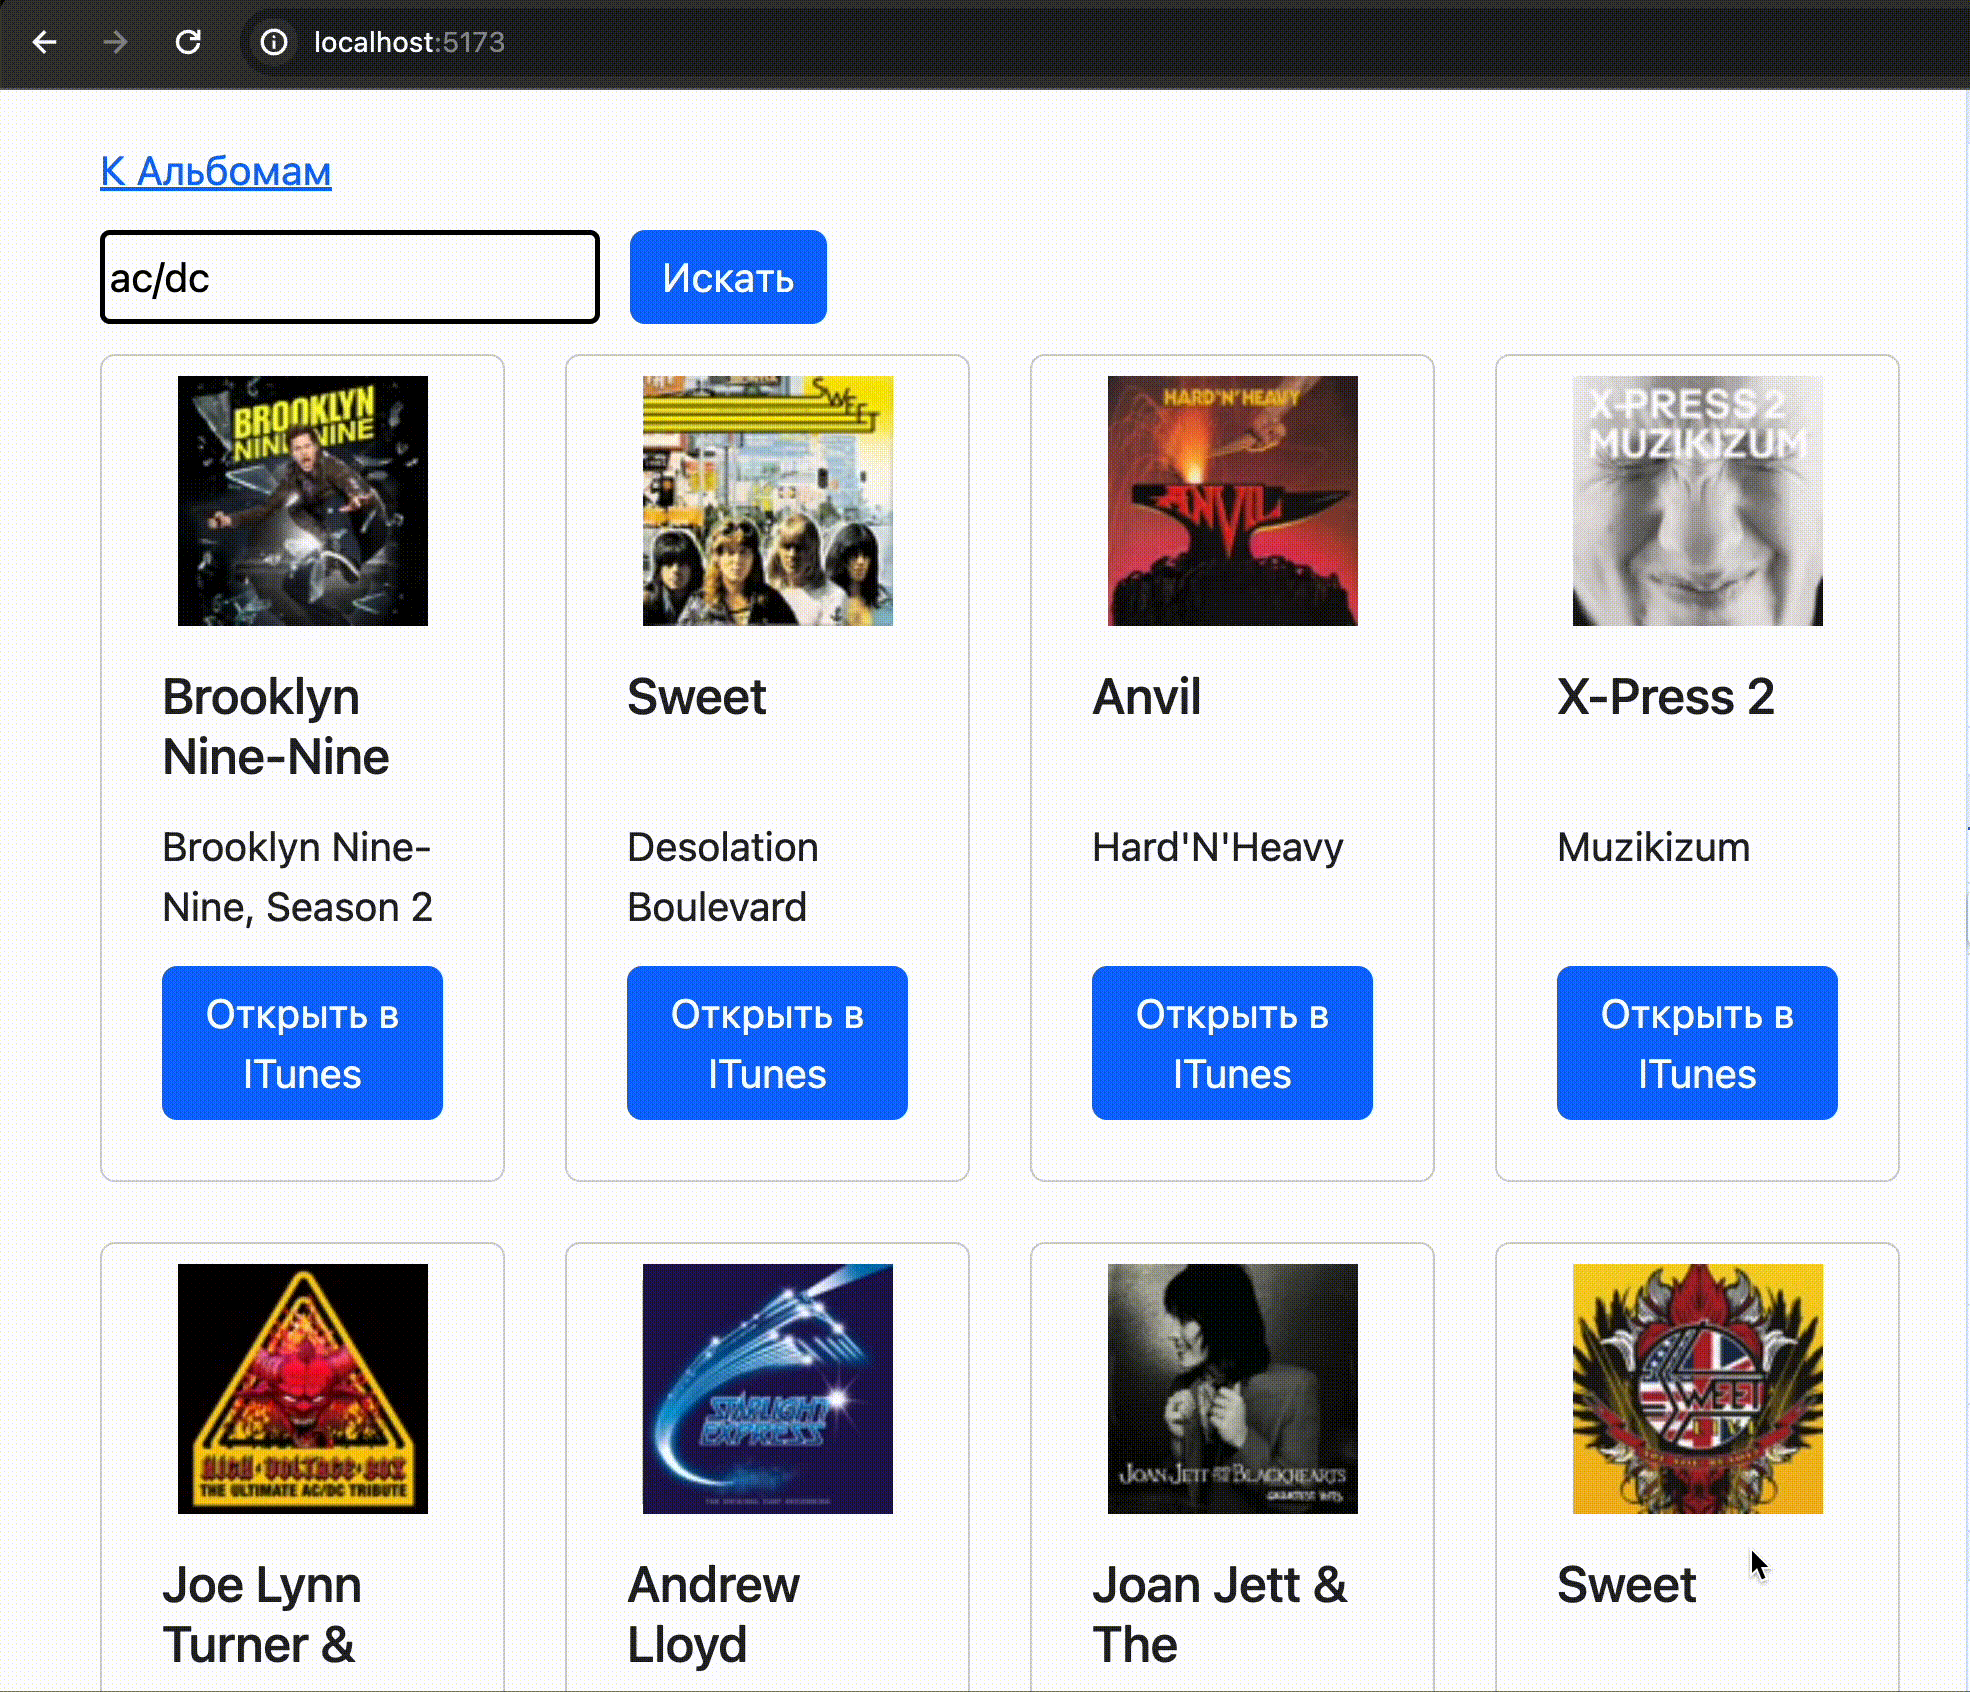 localhost:5173
К Альбомам
ac/dc
Искать
BROOKLYN
NINE-NINE
SWEET
HARD'N'HEAVY
ANVIL
X-PRESS 2
MUZIKIZUM
Brooklyn
Nine-Nine
Sweet
Anvil
X-Press 2
Brooklyn Nine-
Nine, Season 2
Desolation
Boulevard
Hard'N'Heavy
Muzikizum
Открыть в
ITunes
Открыть в
ITunes
Открыть в
ITunes
Открыть в
ITunes
HIGH·VOLTAGE·BOX
THE ULTIMATE AC/DC TRIBUTE
STARLIGHT
EXPRESS
JOAN JETT AND THE BLACKHEARTS
GREATEST HITS
SWEET
Joe Lynn
Turner &
Andrew
Lloyd
Joan Jett &
The
Sweet